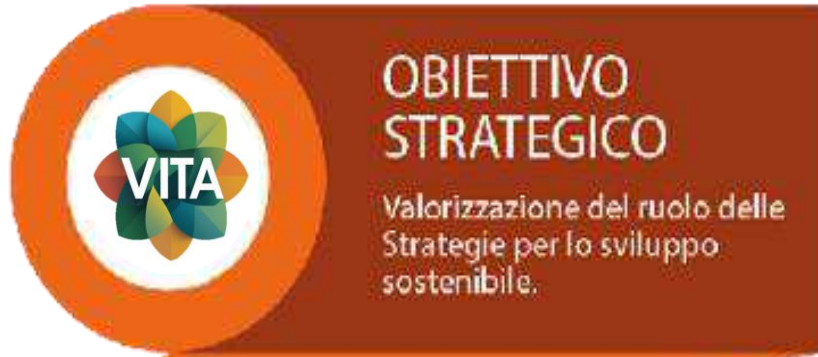 VITA
OBIETTIVO
STRATEGICO
Valorizzazione del ruolo delle
Strategie per lo sviluppo
sostenibile.